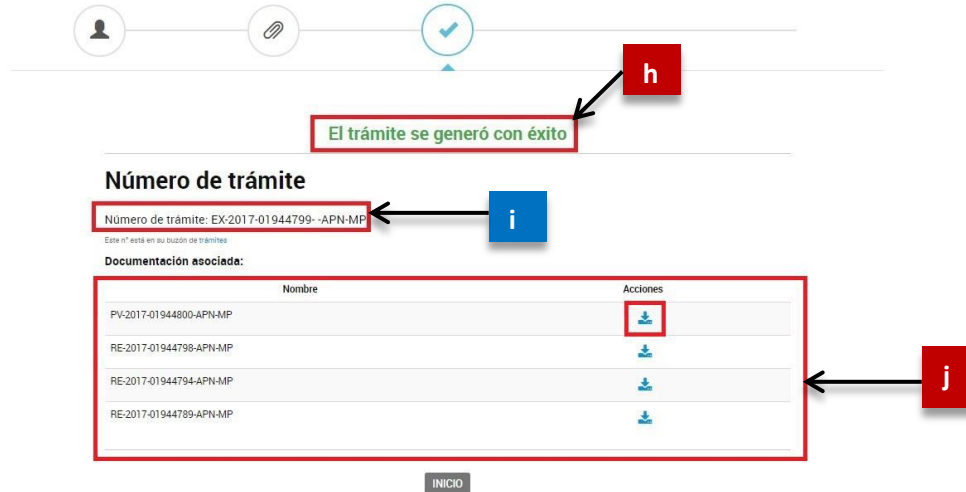 h
El trámite se generó con éxito
Número de trámite
Número de trámite: EX-2017-01944799- -APN-MP
i
Este n° está en su buzón de trámites
Documentación asociada:
Nombre Acciones
PV-2017-01944800-APN-MP
RE-2017-01944798-APN-MP
RE-2017-01944794-APN-MP
j
RE-2017-01944789-APN-MP
INICIO